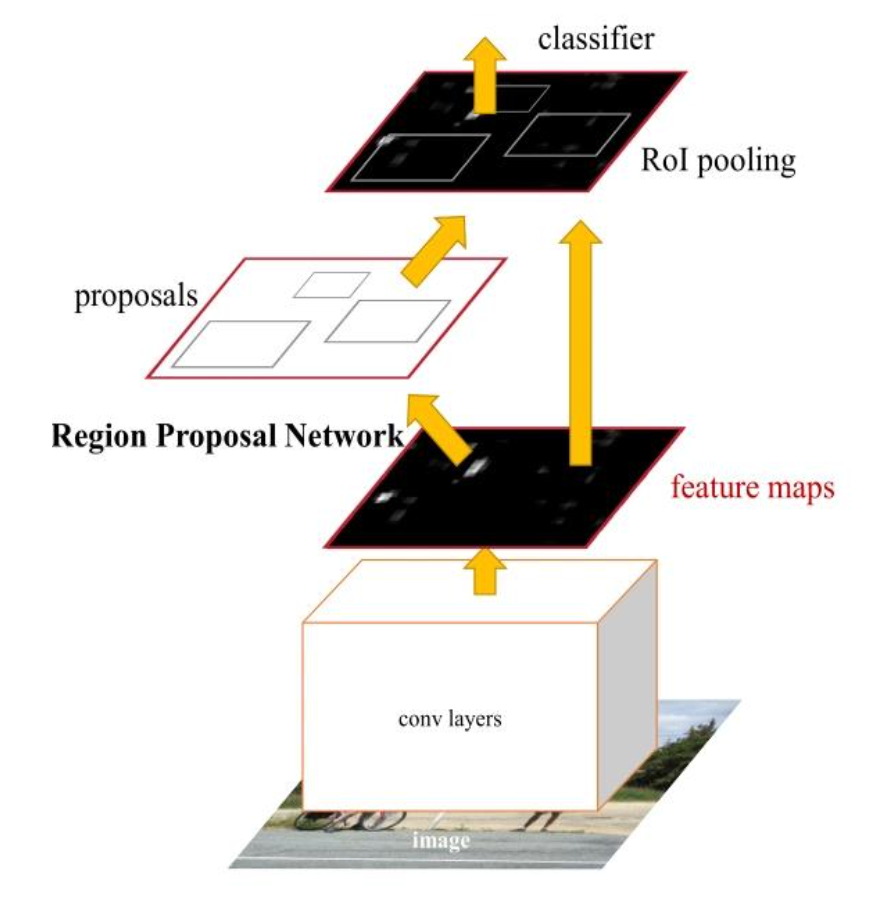 classifier
RoI pooling
proposals
Region Proposal Network
feature maps
conv layers
image